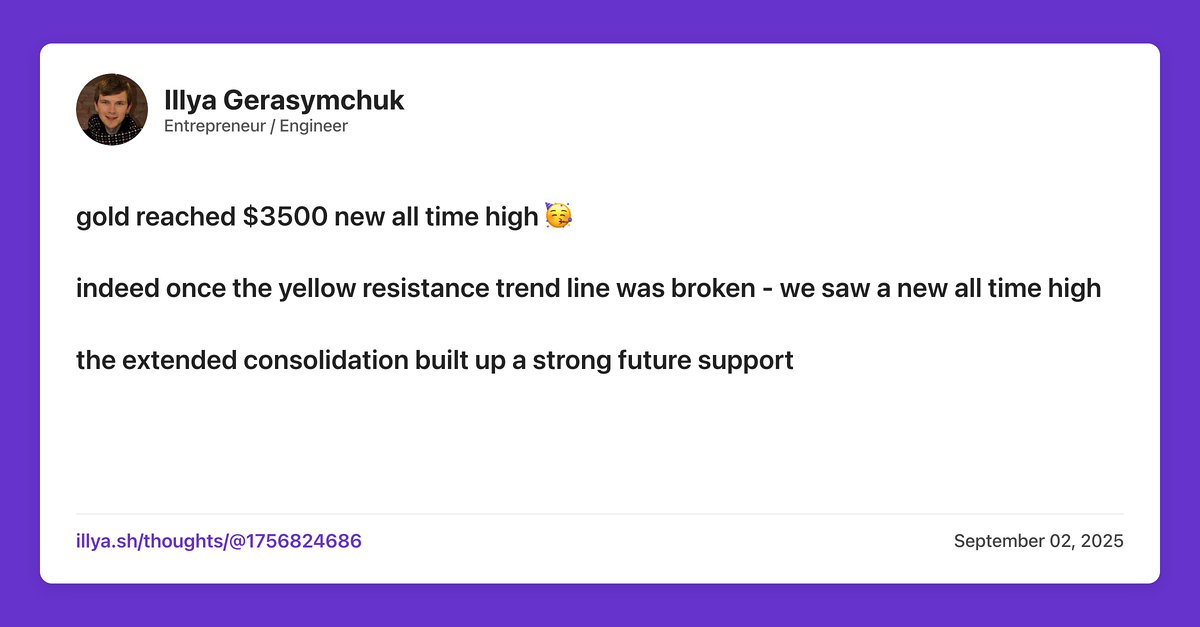 Illya Gerasymchuk
Entrepreneur / Engineer
gold reached $3500 new all time high 🥳
indeed once the yellow resistance trend line was broken - we saw a new all time high
the extended consolidation built up a strong future support
illya.sh/thoughts/@1756824686
September 02, 2025